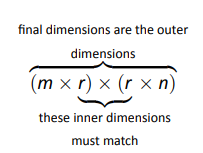 final dimensions are the outer
dimensions
(m × r) × (r × n)
these inner dimensions
must match